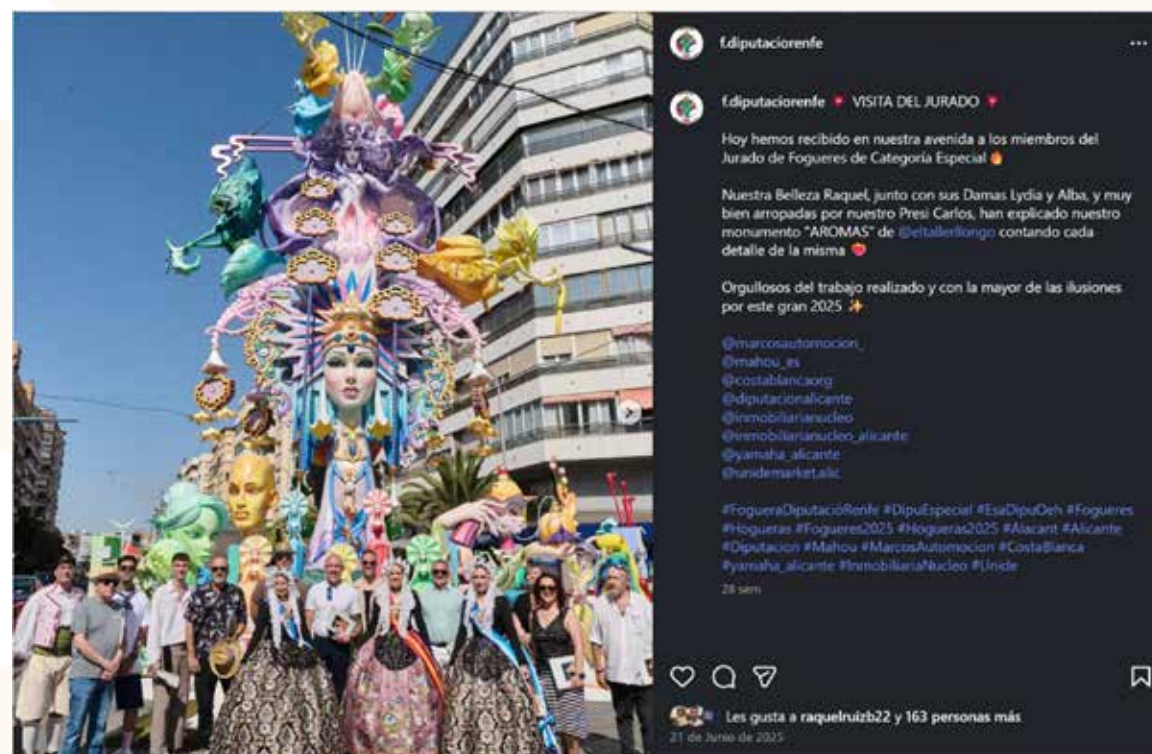 f.diputaciorenfe
f.diputaciorenfe 🌹 VISITA DEL JURADO 🌹
Hoy hemos recibido en nuestra avenida a los miembros del
Jurado de Fogueres de Categoría Especial 🔥
Nuestra Belleza Raquel, junto con sus Damas Lydia y Alba, y muy
bien arropadas por nuestro Presi Carlos, han explicado nuestro
monumento "AROMAS" de @eltallerllongo contando cada
detalle de la misma ❤️
Orgullosos del trabajo realizado y con la mayor de las ilusiones
por este gran 2025 ✨
@marcosautomocion_
@mahou_es
@costablancaorg
@diputacionalicante
@inmobiliarianucleo
@inmobiliarianucleo_alicante
@yamaha_alicante
@unidemarket.alic
#FogueraDiputacióRenfe #DipuEspecial #EsaDipuOeh #Fogueres
#Hogueras #Fogueres2025 #Hogueras2025 #Alacant #Alicante
#Diputacion #Mahou #MarcosAutomocion #CostaBlanca
#yamaha_alicante #InmobiliariaNucleo #Unide
28 sem
Les gusta a raquelruizb22 y 163 personas más
21 de Junio de 2025